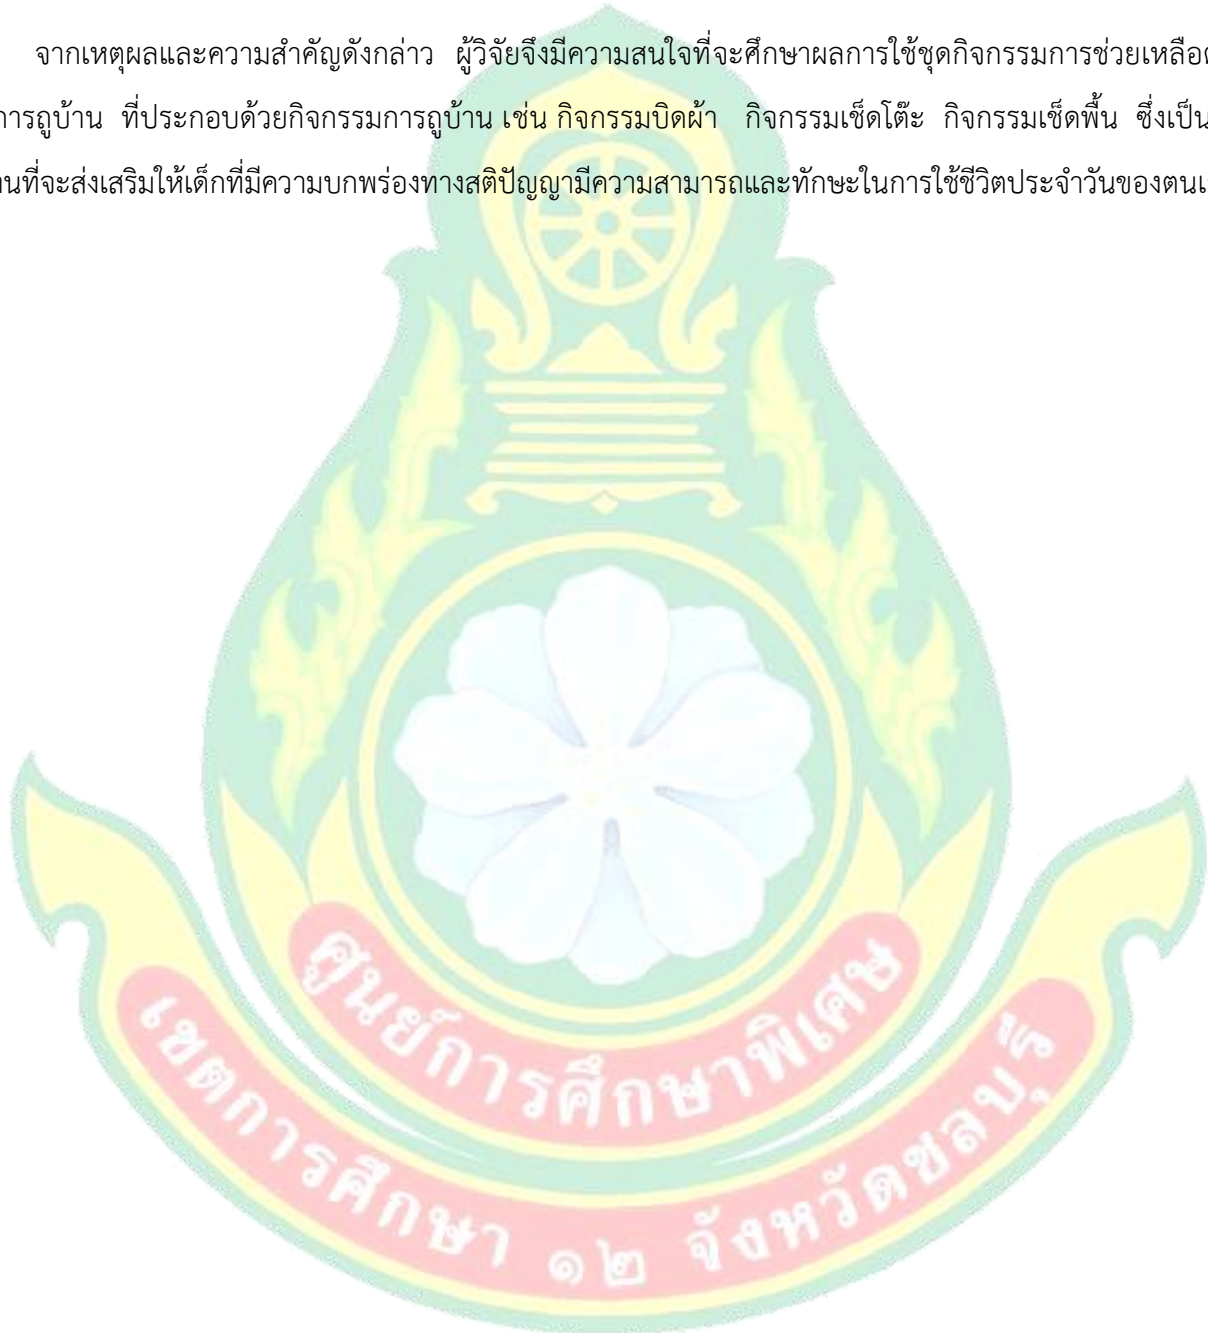 จากเหตุผลและความสำคัญดังกล่าว ผู้วิจัยจึงมีความสนใจที่จะศึกษาผลการใช้ชุดกิจกรรมการช่วยเหลือ
การถูบ้าน ที่ประกอบด้วยกิจกรรมการถูบ้าน เช่น กิจกรรมบิดผ้า กิจกรรมเช็ดโต๊ะ กิจกรรมเช็ดพื้น ซึ่งเป็น
ที่จะส่งเสริมให้เด็กที่มีความบกพร่องทางสติปัญญามีความสามารถและทักษะในการใช้ชีวิตประจำวันของ
ศูนย์การศึกษาพิเศษ
เขตการศึกษา ๑๒ จังหวัดชลบุรี